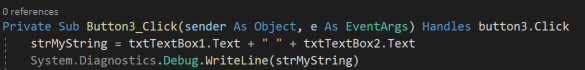 0 references
Private Sub Button3_Click(sender As Object, e As EventArgs) Handles button3.Click
    strMyString = txtTextBox1.Text + " " + txtTextBox2.Text
    System.Diagnostics.Debug.WriteLine(strMyString)